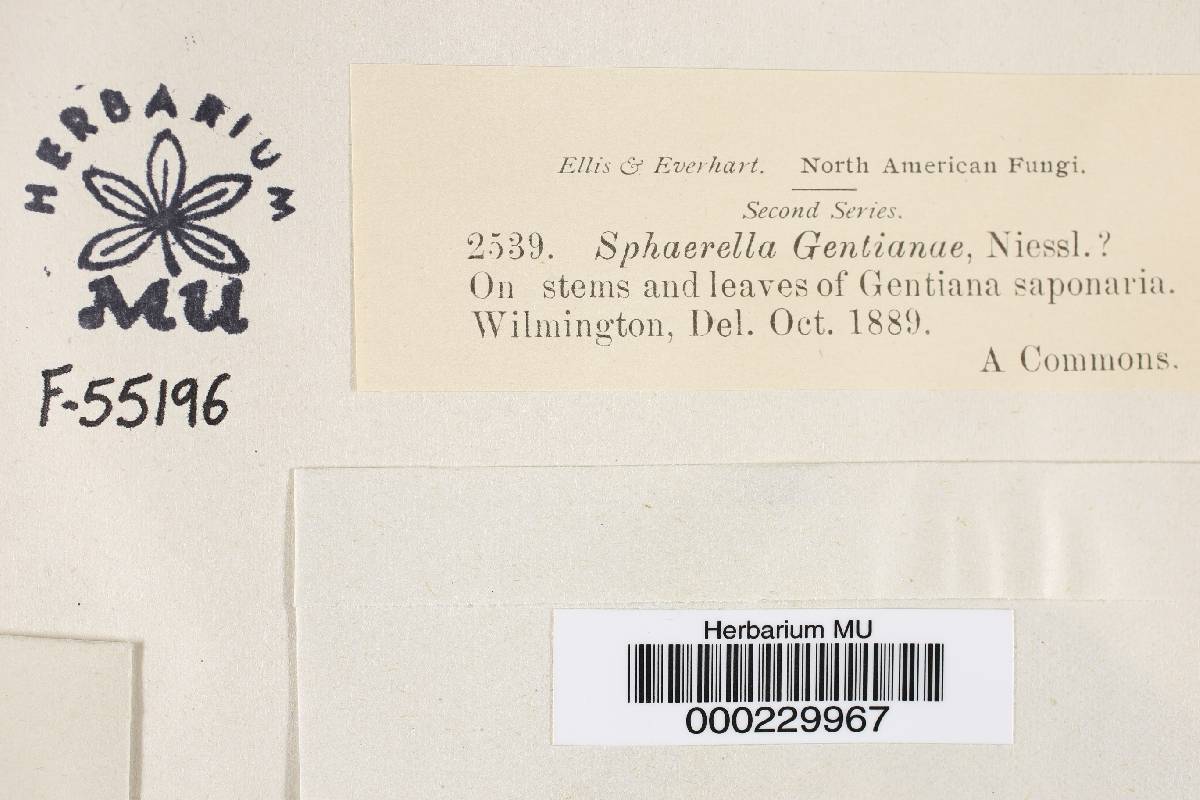 HERBARIUM
MU
F-55196
Ellis & Everhart. North American Fungi.
Second Series.
2539. Sphaerella Gentianae, Niessl.?
On stems and leaves of Gentiana saponaria.
Wilmington, Del. Oct. 1889.
A Commons.
Herbarium MU
000229967